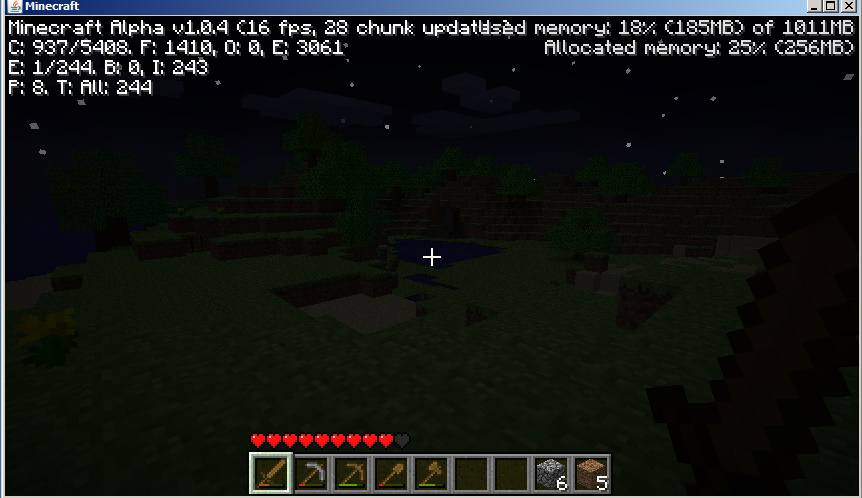 Minecraft
Minecraft Alpha v1.0.4 (16 fps, 28 chunk updat
Used memory: 18% (185MB) of 1011MB
C: 937/5408. F: 1410, O: 0, E: 3061
Allocated memory: 25% (256MB)
E: 1/244. B: 0, I: 243
P: 8. T: All: 244
6
5